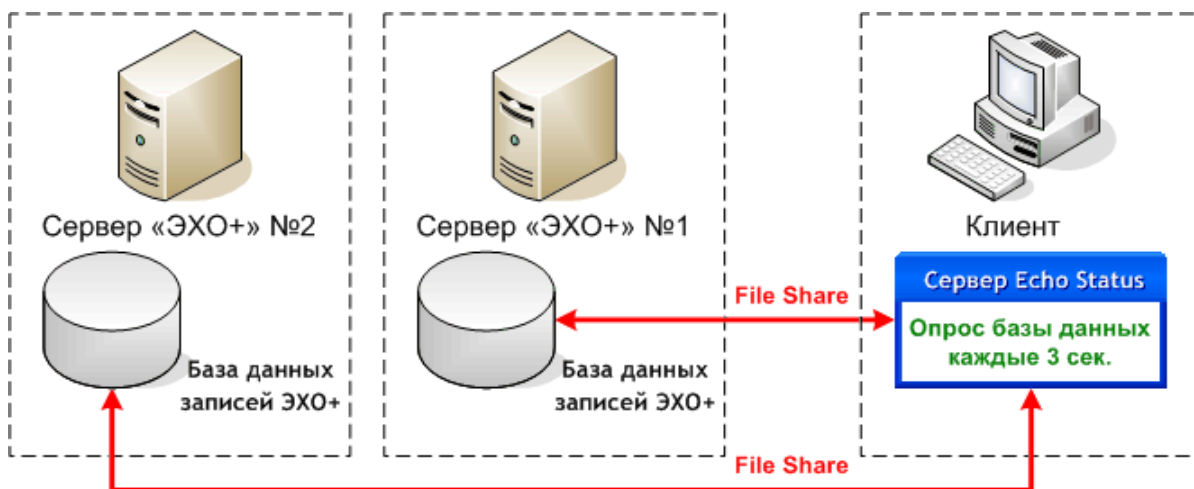 Сервер «ЭХО+» №2
База данных
записей ЭХО+
Сервер «ЭХО+» №1
База данных
записей ЭХО+
File Share
File Share
Клиент
Сервер Echo Status
Опрос базы данных
каждые 3 сек.